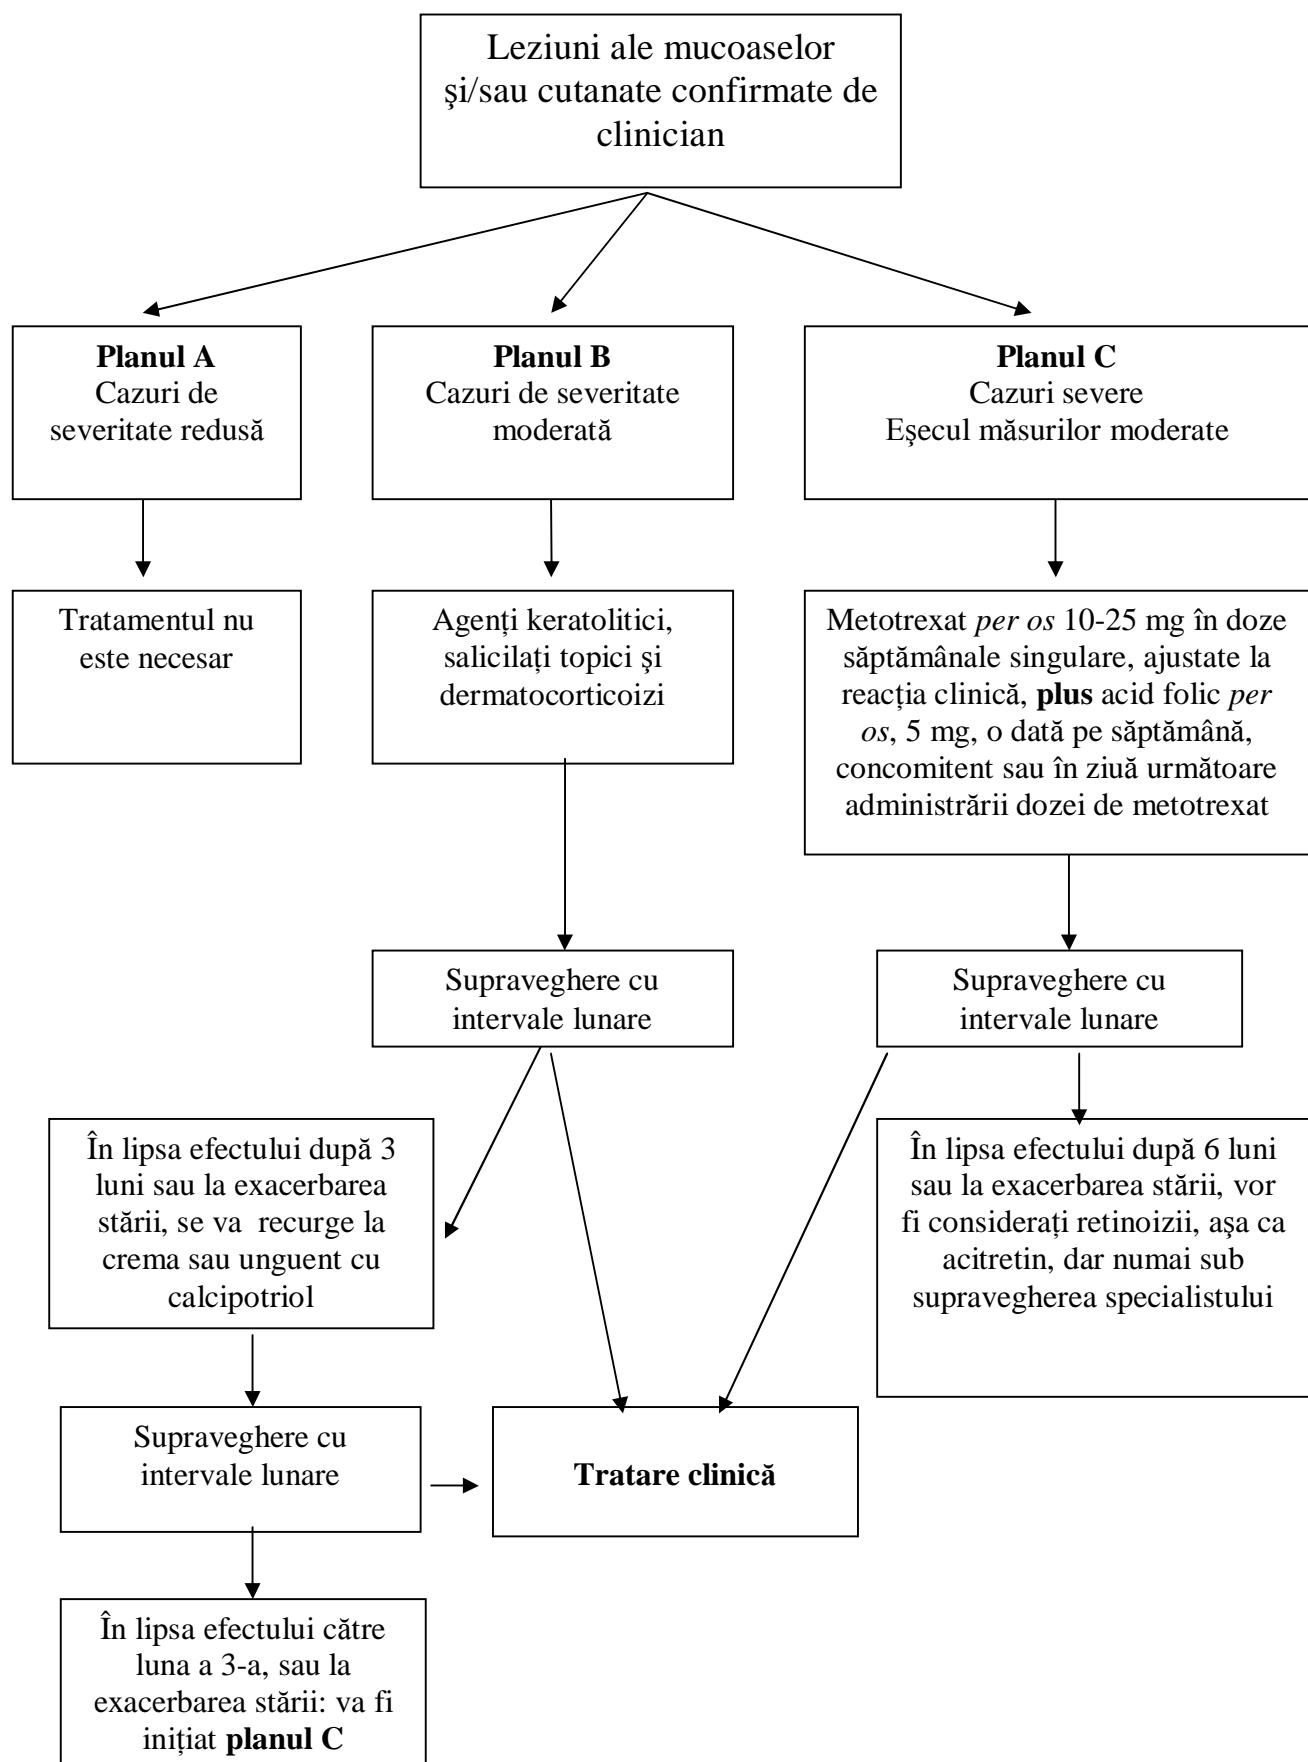 Leziuni ale mucoaselor
şi/sau cutanate confirmate de
clinician
Planul A
Cazuri de
severitate redusă
Planul B
Cazuri de severitate
moderată
Planul C
Cazuri severe
Eşecul măsurilor moderate
Tratamentul nu
este necesar
Agenţi keratolitici,
salicilaţi topici şi
dermatocorticoizi
Metotrexat per os 10-25 mg în doze
săptămânale singulare, ajustate la
reacţia clinică, plus acid folic per
os, 5 mg, o dată pe săptămână,
concomitent sau în ziuă următoare
administrării dozei de metotrexat
Supraveghere cu
intervale lunare
Supraveghere cu
intervale lunare
În lipsa efectului după 3
luni sau la exacerbarea
stării, se va recurge la
crema sau unguent cu
calcipotriol
În lipsa efectului după 6 luni
sau la exacerbarea stării, vor
fi consideraţi retinoizii, aşa ca
acitretin, dar numai sub
supravegherea specialistului
Supraveghere cu
intervale lunare
Tratare clinică
În lipsa efectului către
luna a 3-a, sau la
exacerbarea stării: va fi
iniţiat planul C